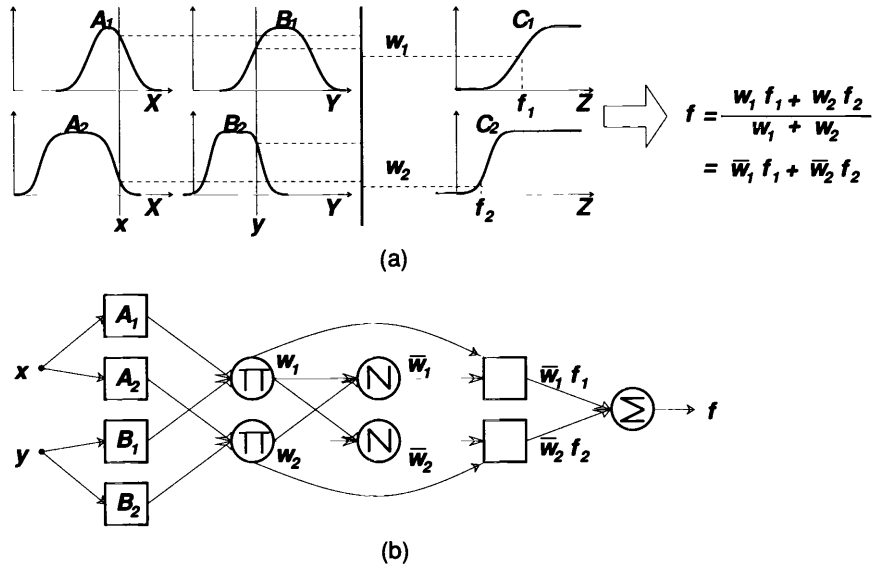 A₁ B₁ w₁ C₁
X Y f₁ Z
f = (w₁ f₁ + w₂ f₂) / (w₁ + w₂)
= w̅₁ f₁ + w̅₂ f₂
A₂ B₂ w₂ C₂
X Y f₂ Z
x y
(a)
x y
A₁
A₂
B₁
B₂
Π w₁ N w̅₁ w̅₁ f₁
Π w₂ N w̅₂ w̅₂ f₂
Σ f
(b)